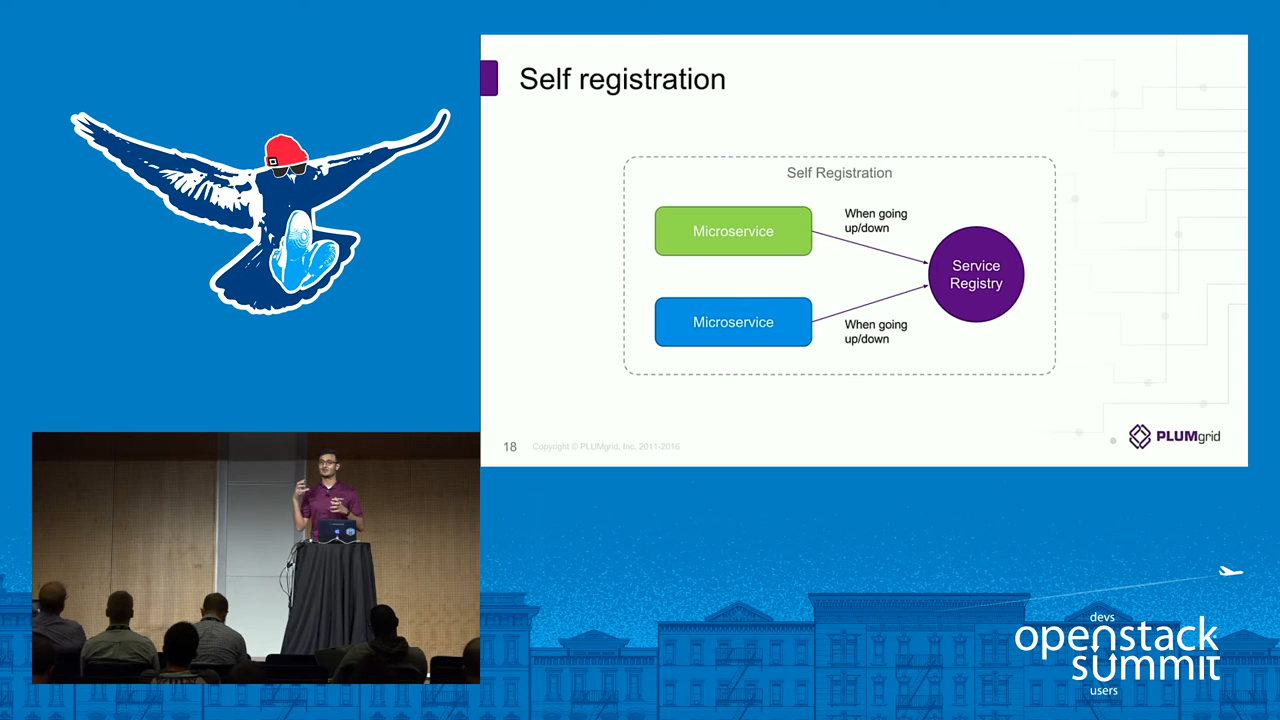 Self registration
Self Registration
Microservice
When going
up/down
Service
Registry
Microservice
When going
up/down
18
Copyright © PLUMgrid, Inc. 2011-2016
PLUMgrid
devs
openstack
summit
users